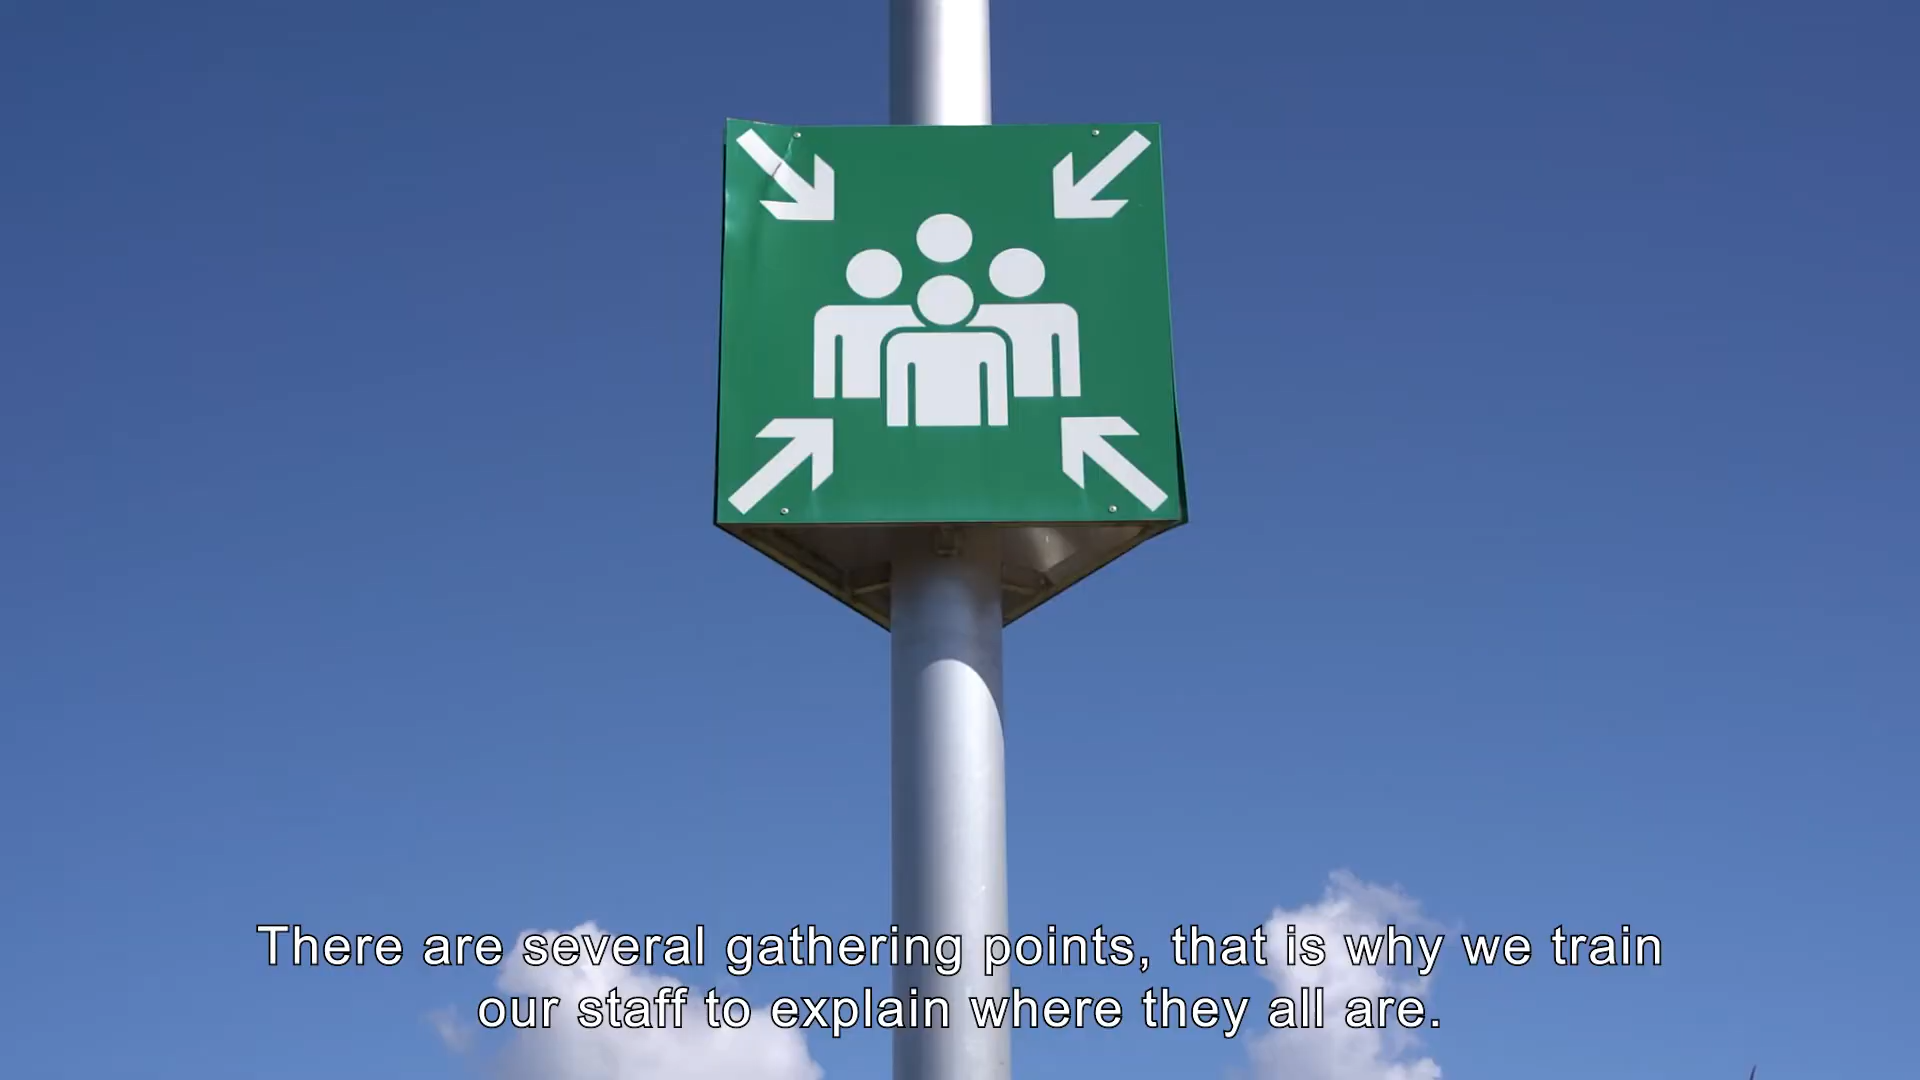 There are several gathering points, that is why we train
our staff to explain where they all are.